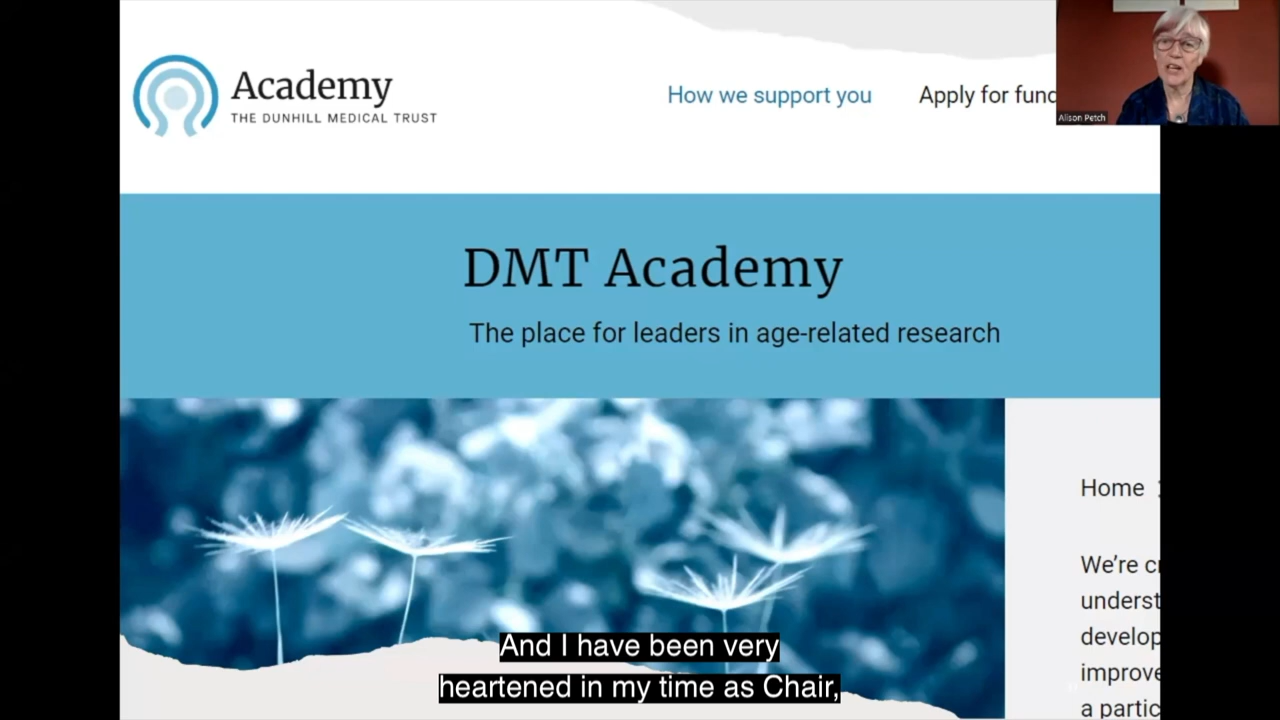 Academy
THE DUNHILL MEDICAL TRUST
How we support you
Apply for fund
Alison Petch
DMT Academy
The place for leaders in age-related research
Home
We're cr
underst
develop
improve
a partic
And I have been very
heartened in my time as Chair,